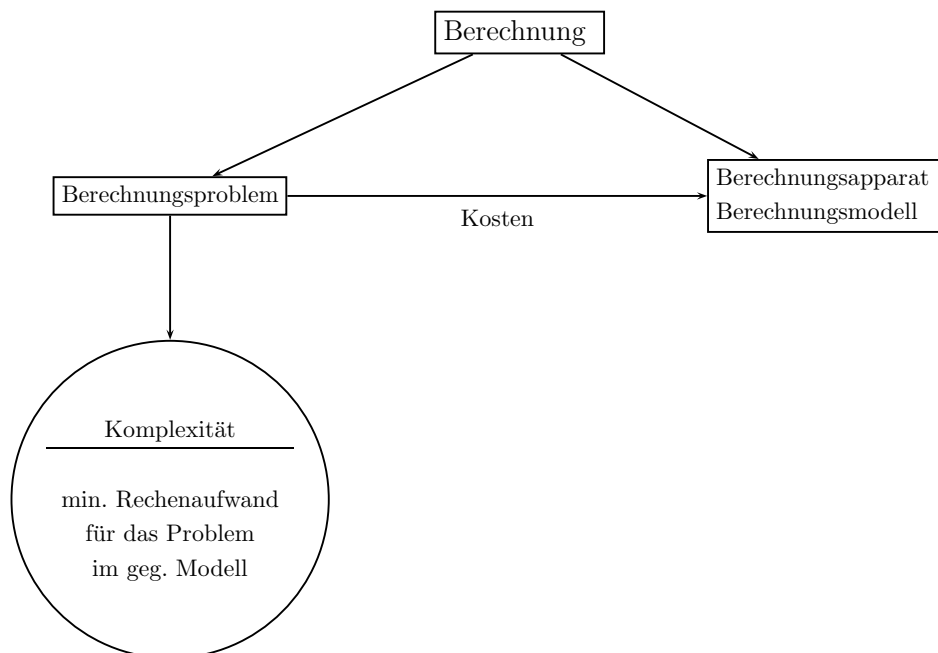 Berechnung
Berechnungsproblem
Berechnungsapparat
Berechnungsmodell
Kosten
Komplexität
min. Rechenaufwand
für das Problem
im geg. Modell